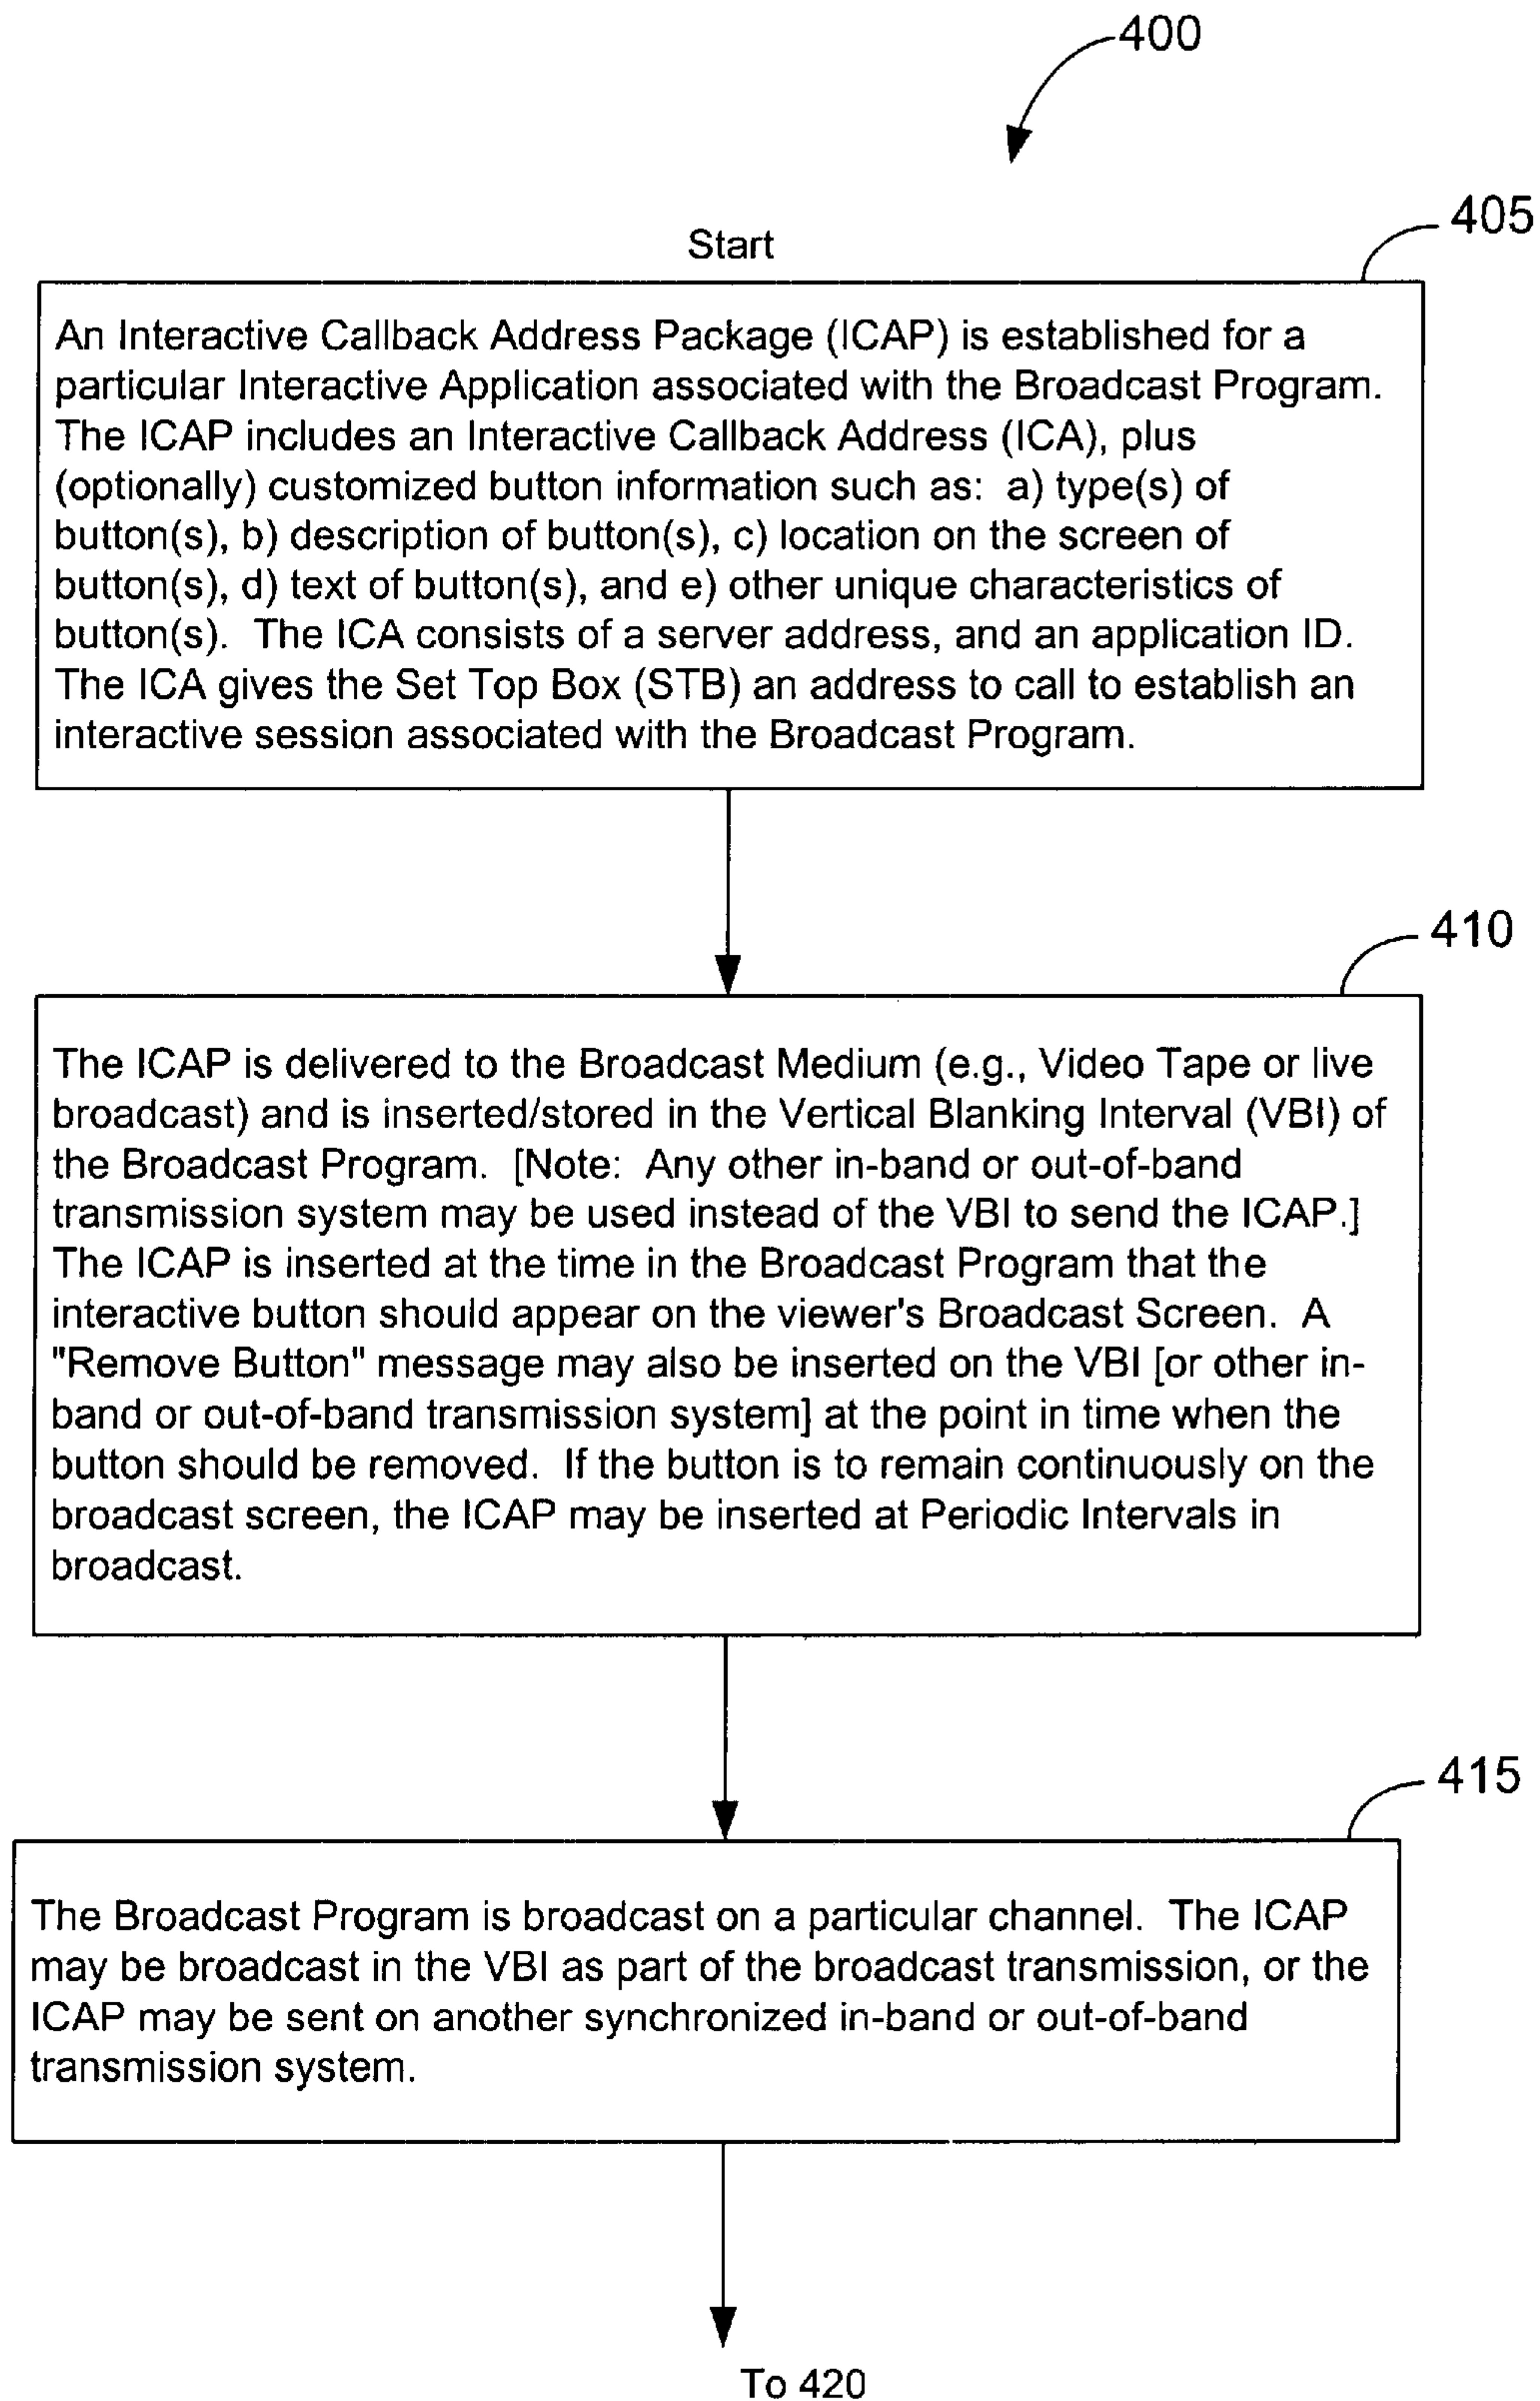 400
405
Start
An Interactive Callback Address Package (ICAP) is established for a
particular Interactive Application associated with the Broadcast Program.
The ICAP includes an Interactive Callback Address (ICA), plus
(optionally) customized button information such as:  a) type(s) of
button(s), b) description of button(s), c) location on the screen of
button(s), d) text of button(s), and e) other unique characteristics of
button(s).  The ICA consists of a server address, and an application ID.
The ICA gives the Set Top Box (STB) an address to call to establish an
interactive session associated with the Broadcast Program.
410
The ICAP is delivered to the Broadcast Medium (e.g., Video Tape or live
broadcast) and is inserted/stored in the Vertical Blanking Interval (VBI) of
the Broadcast Program.  [Note:  Any other in-band or out-of-band
transmission system may be used instead of the VBI to send the ICAP.]
The ICAP is inserted at the time in the Broadcast Program that the
interactive button should appear on the viewer's Broadcast Screen.  A
"Remove Button" message may also be inserted on the VBI [or other in-
band or out-of-band transmission system] at the point in time when the
button should be removed.  If the button is to remain continuously on the
broadcast screen, the ICAP may be inserted at Periodic Intervals in
broadcast.
415
The Broadcast Program is broadcast on a particular channel.  The ICAP
may be broadcast in the VBI as part of the broadcast transmission, or the
ICAP may be sent on another synchronized in-band or out-of-band
transmission system.
To 420